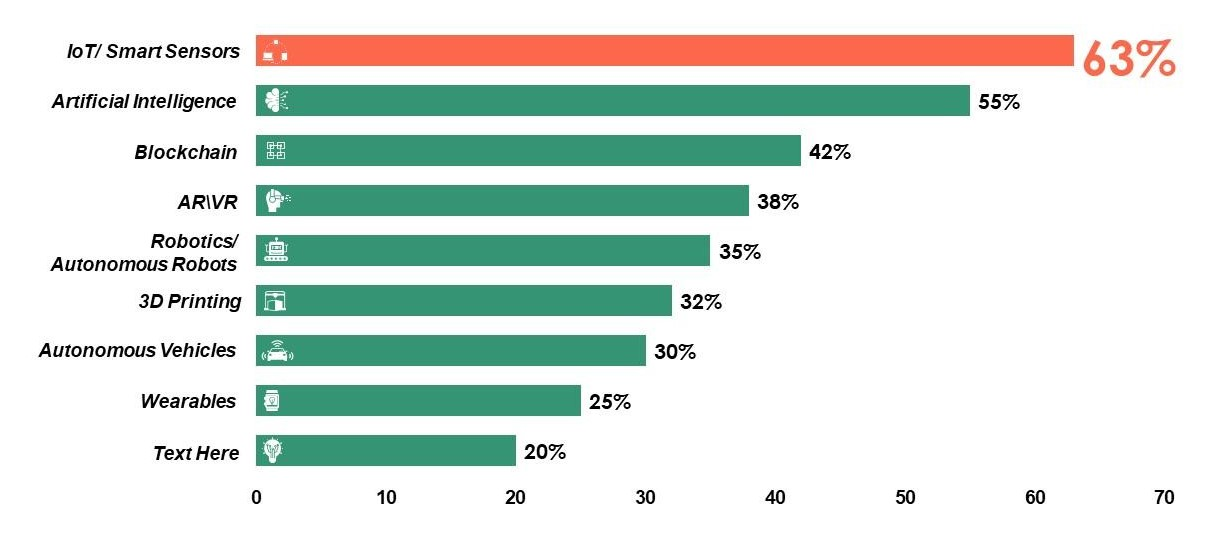 IoT/ Smart Sensors
63%
Artificial Intelligence
55%
Blockchain
42%
AR\VR
38%
Robotics/
Autonomous Robots
35%
3D Printing
32%
Autonomous Vehicles
30%
Wearables
25%
Text Here
20%
0 10 20 30 40 50 60 70